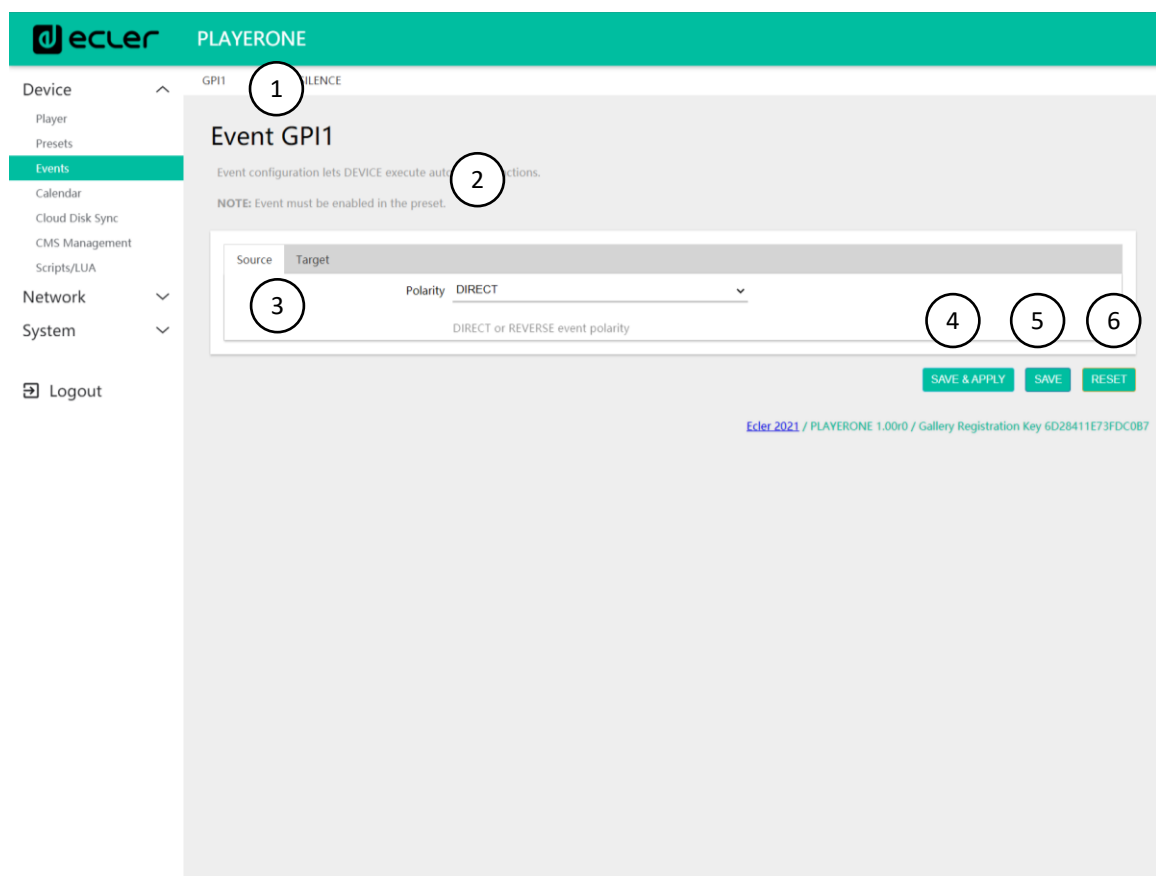 ecler
PLAYERONE
Device
Player
Presets
Events
Calendar
Cloud Disk Sync
CMS Management
Scripts/LUA
Network
System
Logout
GPI1 1 SILENCE
Event GPI1
Event configuration lets DEVICE execute 2
NOTE: Event must be enabled in the preset.
Source Target
3
Polarity DIRECT
DIRECT or REVERSE event polarity
4 5 6
SAVE & APPLY SAVE RESET
Ecler 2021 / PLAYERONE 1.00r0 / Gallery Registration Key 6D28411E73FDC0B7